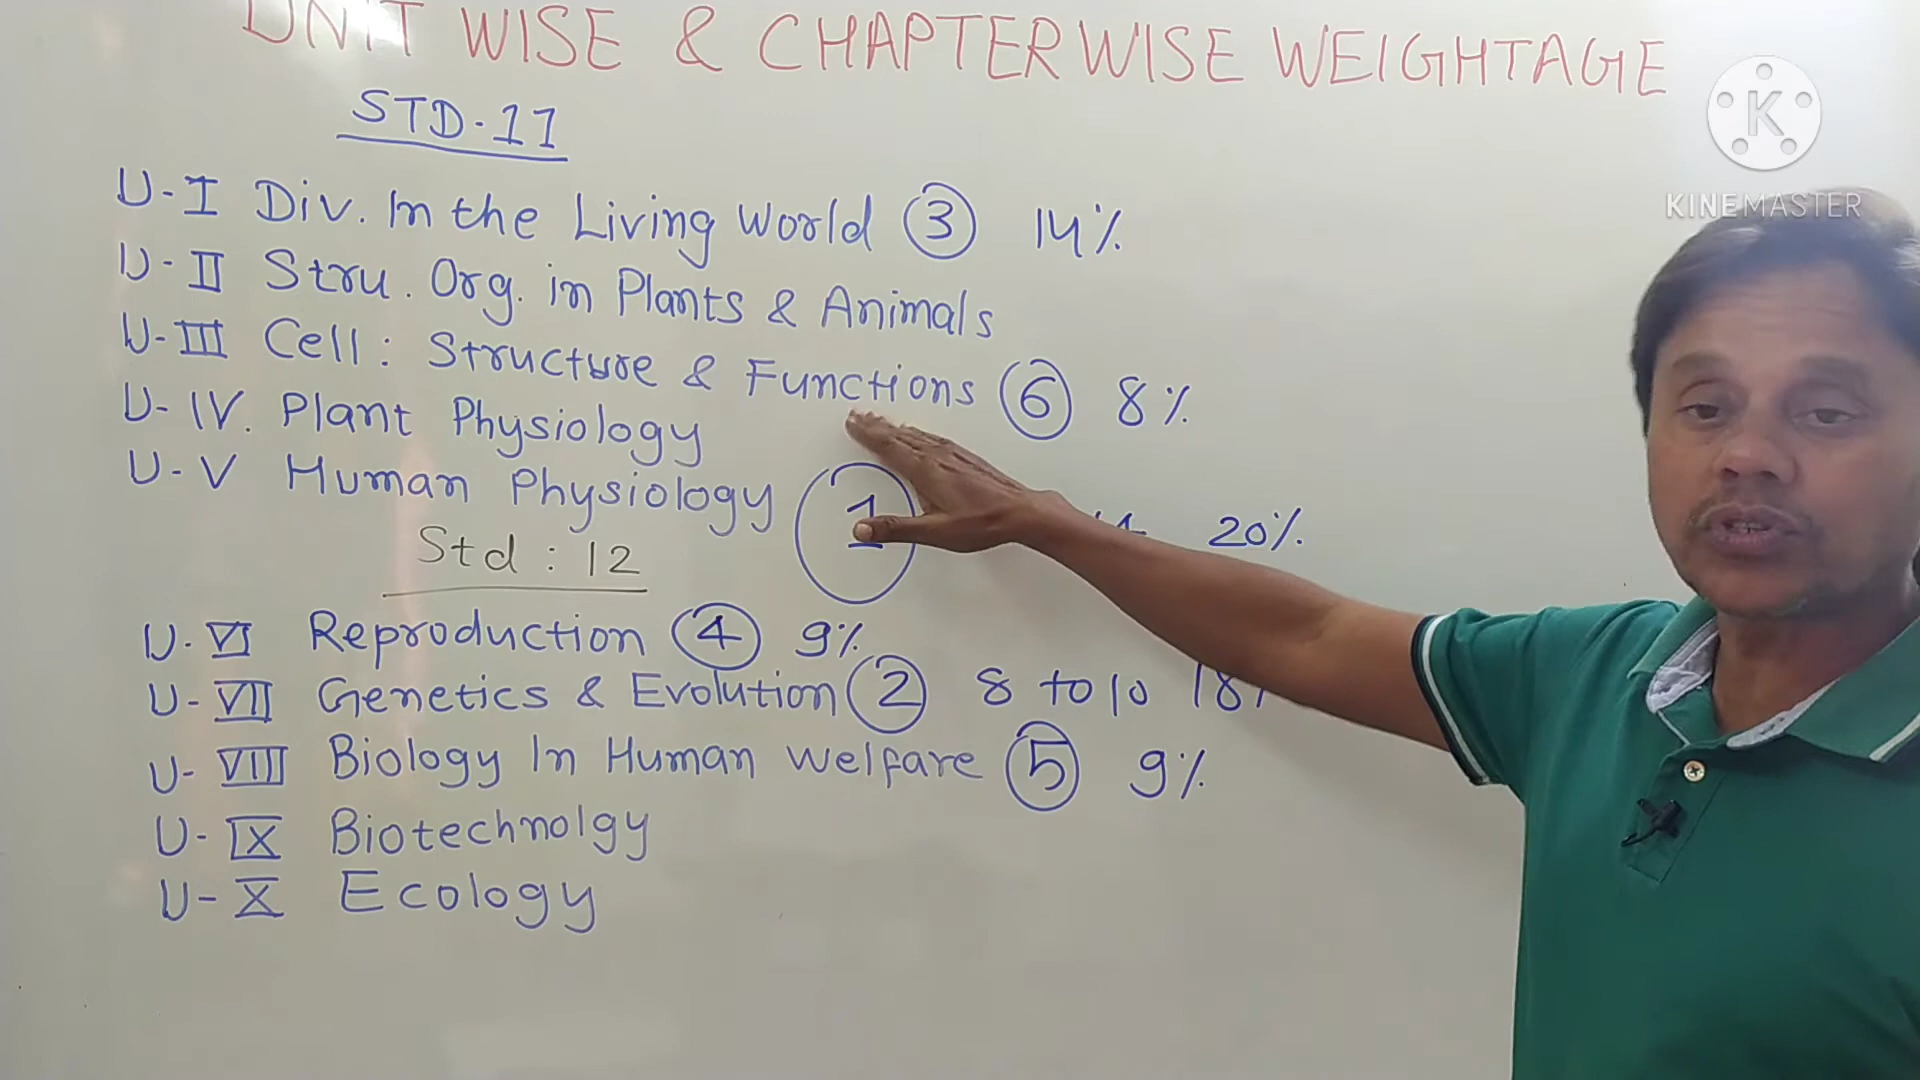 UNIT WISE & CHAPTERWISE WEIGHTAGE
STD-11
U-I Div. In the Living World 3 14%
U-II Stru. Org. in Plants & Animals
U-III Cell: Structure & Functions 6 8%
U-IV. Plant Physiology
U-V Human Physiology 1 20%
Std : 12
U-VI Reproduction 4 9%
U-VII Genetics & Evolution 2 8 to 10 18%
U-VIII Biology In Human Welfare 5 9%
U-IX Biotechnolgy
U-X Ecology
K
KINEMASTER